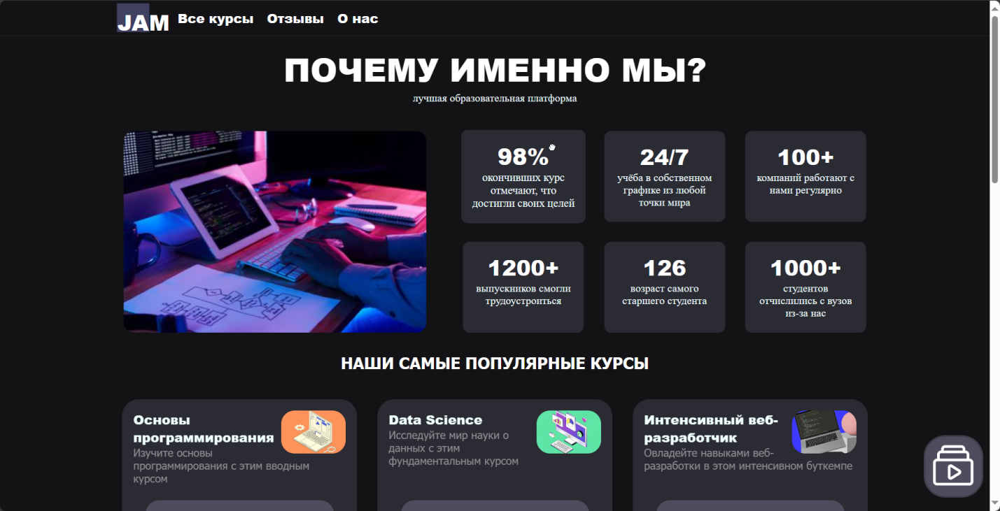 JAM Все курсы Отзывы О нас
ПОЧЕМУ ИМЕННО МЫ?
лучшая образовательная платформа
98%
окончивших курс
отмечают, что
достигли своих целей
24/7
учёба в собственном
графике из любой
точки мира
100+
компаний работают с
нами регулярно
1200+
выпускников смогли
трудоустроиться
126
возраст самого
старшего студента
1000+
студентов
отчислились с вузов
из-за нас
НАШИ САМЫЕ ПОПУЛЯРНЫЕ КУРСЫ
Основы
программирования
Изучите основы
программирования с этим вводным
курсом
Data Science
Исследуйте мир науки о
данных с этим
фундаментальным курсом
Интенсивный веб-
разработчик
Овладейте навыками веб-
разработки в этом интенсивном буткемпе